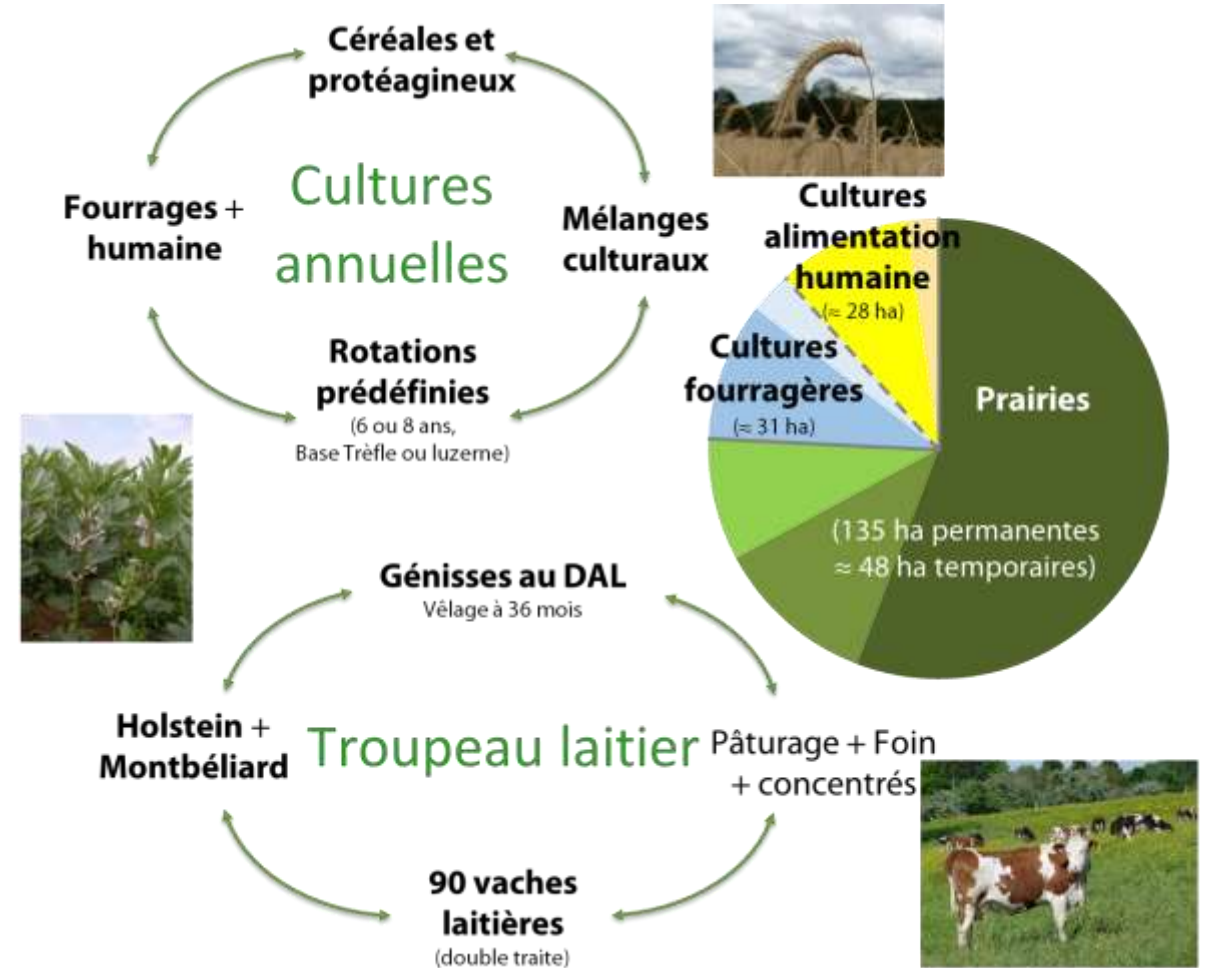 Céréales et
protéagineux
Fourrages +
humaine
Cultures
annuelles
Mélanges
culturaux
Rotations
prédéfinies
(6 ou 8 ans,
Base Trèfle ou luzerne)
Cultures
alimentation
humaine
(≈ 28 ha)
Cultures
fourragères
(≈ 31 ha)
Prairies
(135 ha permanentes
≈ 48 ha temporaires)
Génisses au DAL
Vêlage à 36 mois
Holstein +
Montbéliard
Troupeau laitier
Pâturage + Foin
+ concentrés
90 vaches
laitières
(double traite)